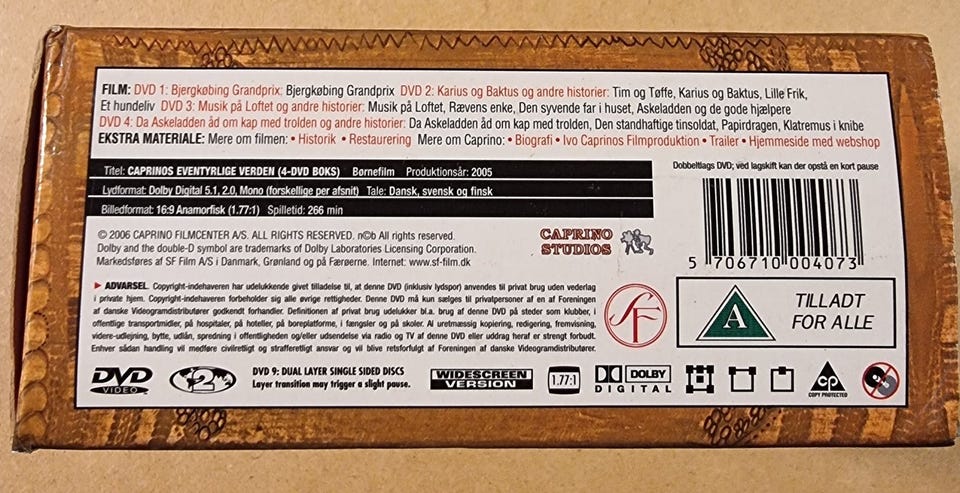 FILM: DVD 1: Bjergkøbing Grandprix: Bjergkøbing Grandprix DVD 2: Karius og Baktus og andre historier: Tim og Tøffe, Karius og Baktus, Lille Frik,
Et hundeliv DVD 3: Musik på Loftet og andre historier: Musik på Loftet, Rævens enke, Den syvende far i huset, Askeladden og de gode hjælpere
DVD 4: Da Askeladden åd om kap med trolden og andre historier: Da Askeladden åd om kap med trolden, Den standhaftige tinsoldat, Papirdragen, Klatremus i knibe
EKSTRA MATERIALE: Mere om filmen: • Historik • Restaurering Mere om Caprino: • Biografi • Ivo Caprinos Filmproduktion • Trailer • Hjemmeside med webshop
Titel: CAPRINOS EVENTYRLIGE VERDEN (4-DVD BOKS) Børnefilm Produktionsår: 2005
Lydformat: Dolby Digital 5.1, 2.0, Mono (forskellige per afsnit) Tale: Dansk, svensk og finsk
Billedformat: 16:9 Anamorfisk (1.77:1) Spilletid: 266 min
Dobbeltlags DVD; ved lagskift kan der opstå en kort pause
© 2006 CAPRINO FILMCENTER A/S. ALL RIGHTS RESERVED. n©b All rights reserved.
Dolby and the double-D symbol are trademarks of Dolby Laboratories Licensing Corporation.
Markedsføres af SF Film A/S i Danmark, Grønland og på Færøerne. Internet: www.sf-film.dk
CAPRINO
STUDIOS
5 706710 004073
► ADVARSEL. Copyright-indehaveren har udelukkende givet tilladelse til, at denne DVD (inklusiv lydspor) anvendes til privat brug uden vederlag
i private hjem. Copyright-indehaveren forbeholder sig alle øvrige rettigheder. Denne DVD må kun sælges til privatpersoner af en af Foreningen
af danske Videogramdistributører godkendt forhandler. Definitionen af privat brug udelukker bl.a. brug af denne DVD på steder som klubber, i
offentlige transportmidler, på hospitaler, på hoteller, på boreplatforme, i fængsler og på skoler. Al uretmæssig kopiering, redigering, fremvisning,
videre-udlejning, bytte, udlån, spredning i offentligheden og/eller udsendelse via radio og TV af denne DVD eller uddrag heraf er strengt forbudt.
Enhver sådan handling vil medføre civilretligt og strafferetligt ansvar og vil blive retsforfulgt af Foreningen af danske Videogramdistributører.
SF
A
TILLADT
FOR ALLE
DVD
VIDEO
2
DVD 9: DUAL LAYER SINGLE SIDED DISCS
Layer transition may trigger a slight pause.
WIDESCREEN
VERSION
1.77:1
DOLBY
DIGITAL
CP
COPY PROTECTED